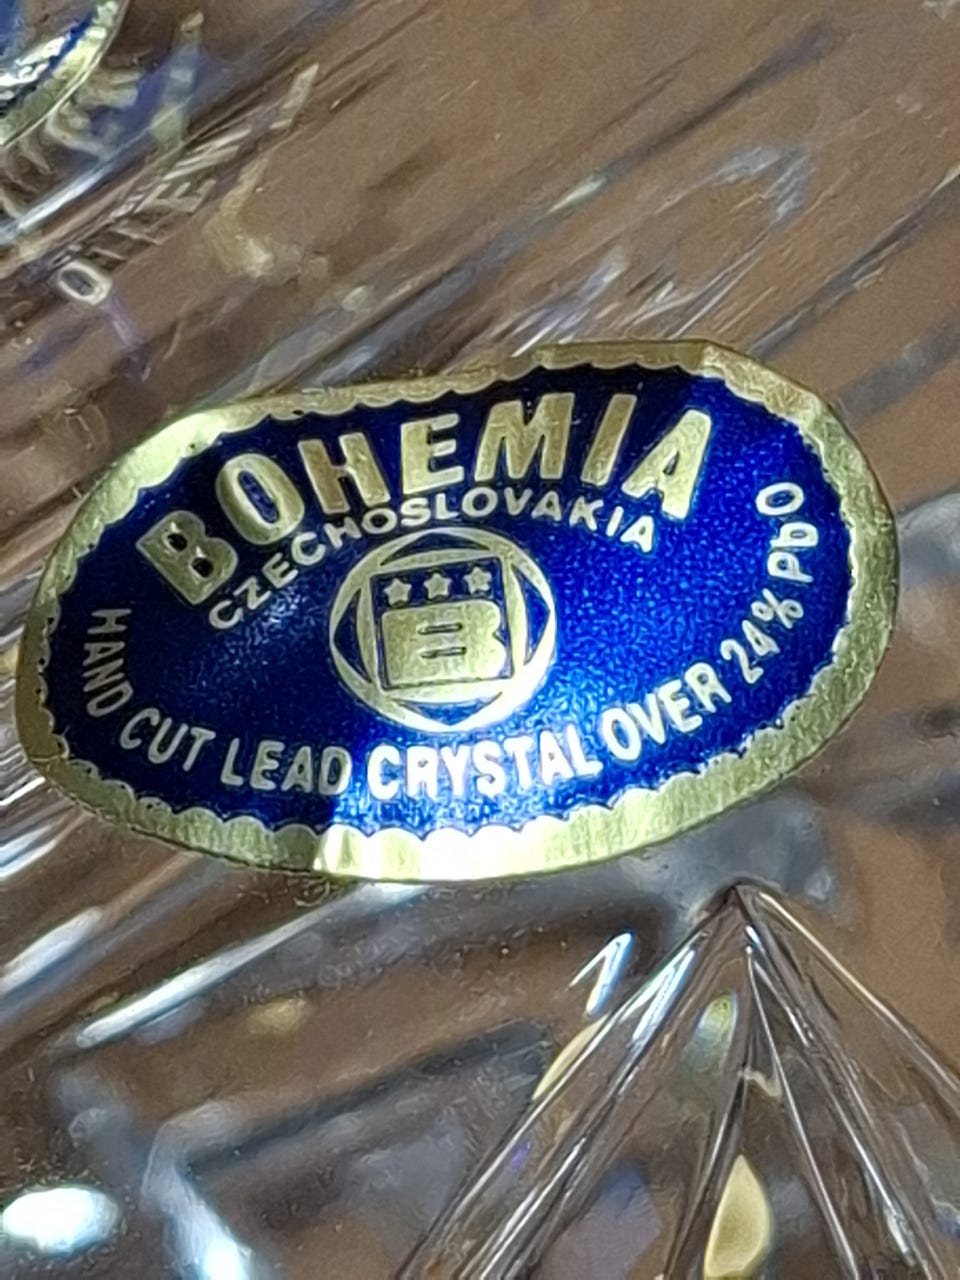 BOHEMIA
CZECHOSLOVAKIA
B
HAND CUT LEAD CRYSTAL OVER 24% PbO